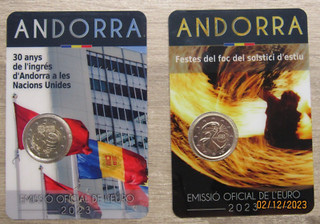 ANDORRA
30 anys
de l'ingrés
d'Andorra a les
Nacions Unides
EMISSIÓ OFICIAL DE L'EURO
2023
ANDORRA
Festes del foc del solstici d'estiu
EMISSIÓ OFICIAL DE L'EURO
2023
02/12/2023